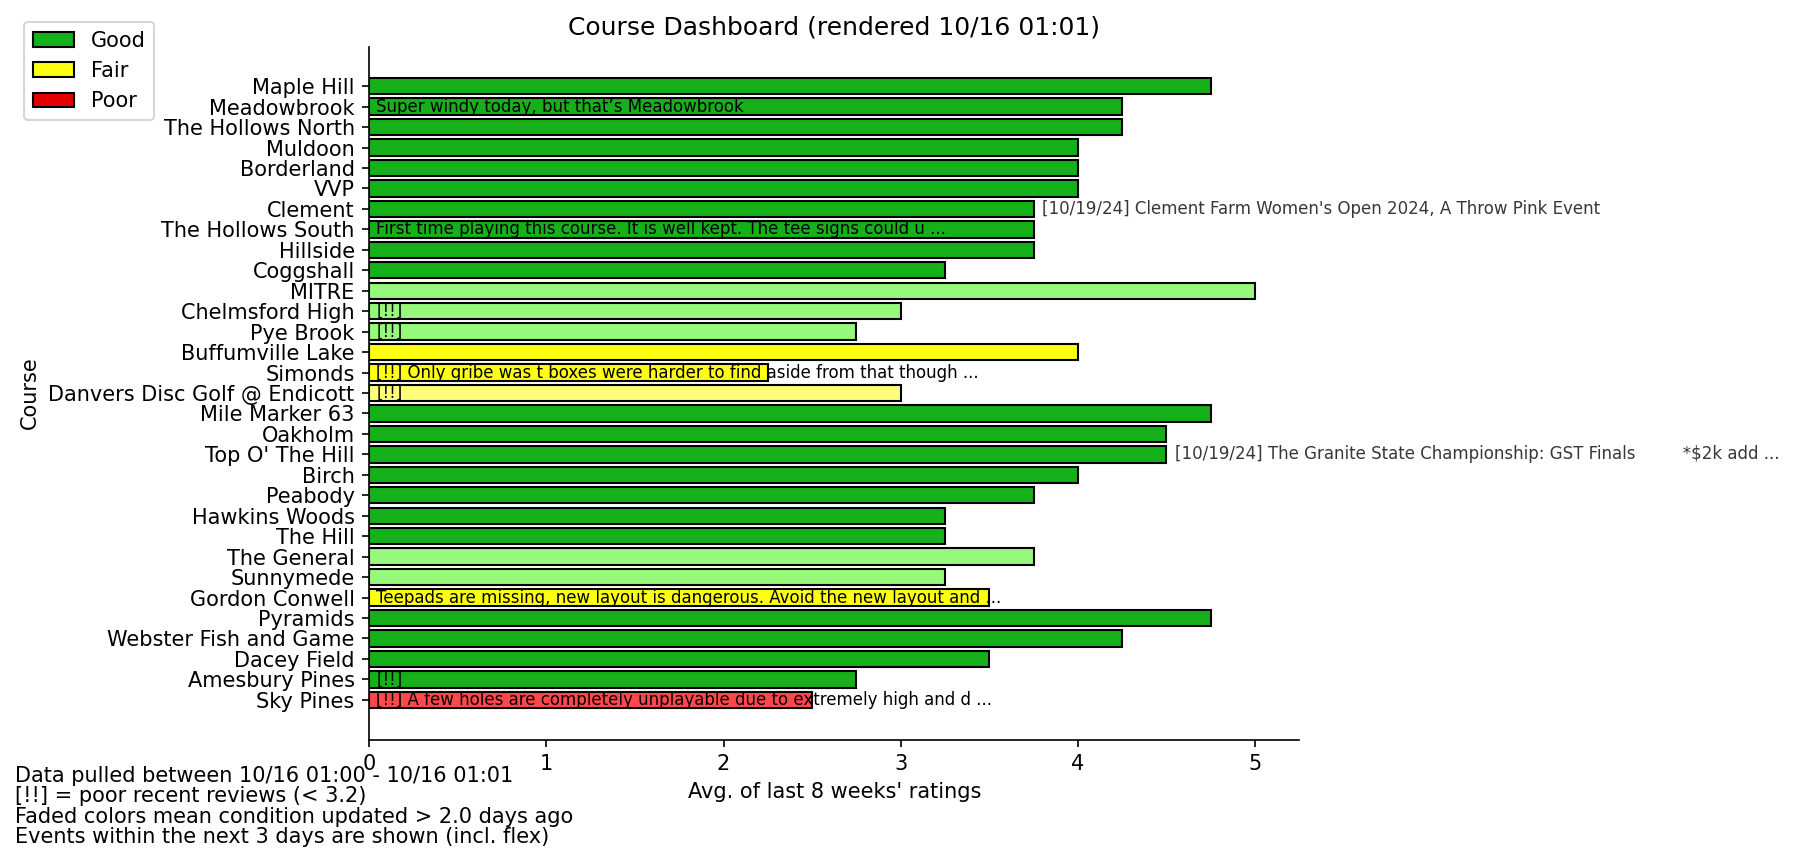 Course Dashboard (rendered 10/16 01:01)
Good
Fair
Poor
Maple Hill
Meadowbrook Super windy today, but that’s Meadowbrook
The Hollows North
Muldoon
Borderland
VVP
Clement [10/19/24] Clement Farm Women's Open 2024, A Throw Pink Event
The Hollows South First time playing this course. It is well kept. The tee signs could u ...
Hillside
Coggshall
MITRE
Chelmsford High [!!]
Pye Brook [!!]
Buffumville Lake
Simonds [!!] Only gribe was t boxes were harder to find aside from that though ...
Danvers Disc Golf @ Endicott [!!]
Mile Marker 63
Oakholm
Top O' The Hill [10/19/24] The Granite State Championship: GST Finals *$2k add ...
Birch
Peabody
Hawkins Woods
The Hill
The General
Sunnymede
Gordon Conwell Teepads are missing, new layout is dangerous. Avoid the new layout and ...
Pyramids
Webster Fish and Game
Dacey Field
Amesbury Pines [!!]
Sky Pines [!!] A few holes are completely unplayable due to extremely high and d ...
Course
0 1 2 3 4 5
Avg. of last 8 weeks' ratings
Data pulled between 10/16 01:00 - 10/16 01:01
[!!] = poor recent reviews (< 3.2)
Faded colors mean condition updated > 2.0 days ago
Events within the next 3 days are shown (incl. flex)